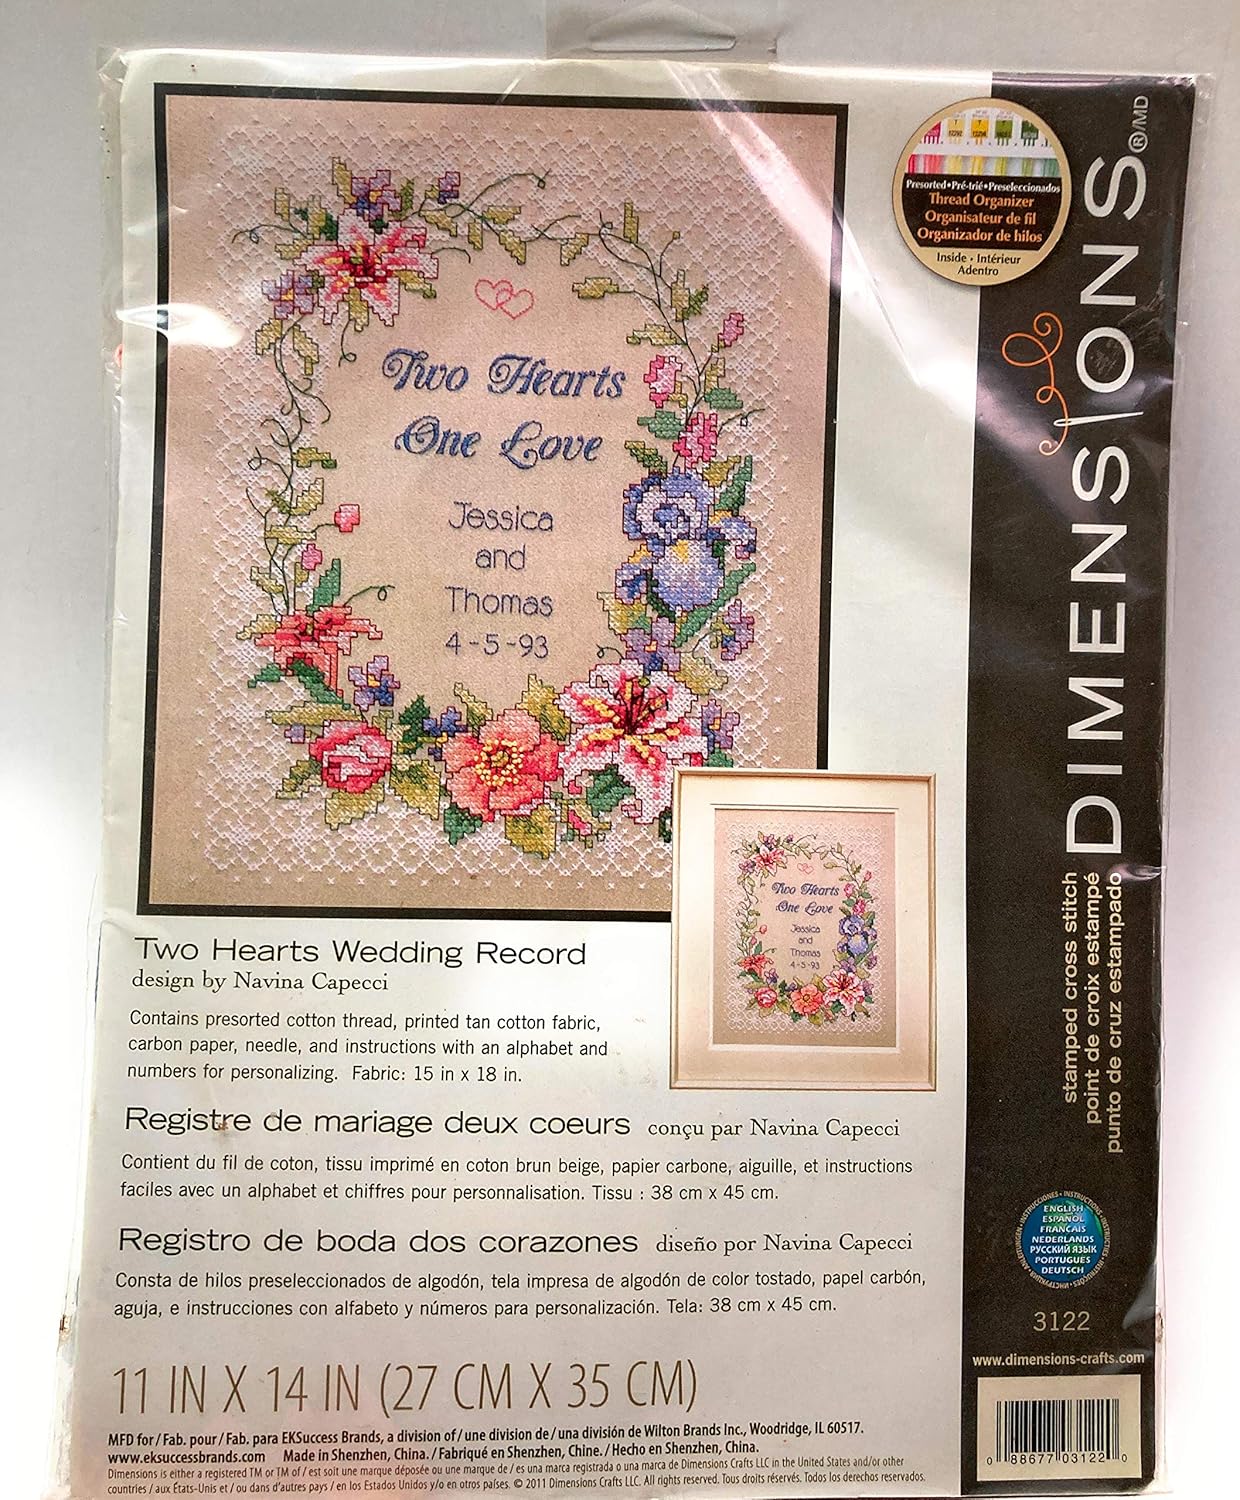 Two Hearts
One Love
Jessica
and
Thomas
4-5-93
Presorted•Pré-trié•Preseleccionados
Thread Organizer
Organisateur de fil
Organizador de hilos
Inside • Intérieur
Adentro
DIMENSIONS®/MD
stamped cross stitch
point de croix estampé
punto de cruz estampado
Two Hearts
One Love
Jessica
and
Thomas
4-5-93
Two Hearts Wedding Record
design by Navina Capecci
Contains presorted cotton thread, printed tan cotton fabric,
carbon paper, needle, and instructions with an alphabet and
numbers for personalizing. Fabric: 15 in x 18 in.
Registre de mariage deux coeurs conçu par Navina Capecci
Contient du fil de coton, tissu imprimé en coton brun beige, papier carbone, aiguille, et instructions
faciles avec un alphabet et chiffres pour personnalisation. Tissu : 38 cm x 45 cm.
Registro de boda dos corazones diseño por Navina Capecci
Consta de hilos preseleccionados de algodón, tela impresa de algodón de color tostado, papel carbón,
aguja, e instrucciones con alfabeto y números para personalización. Tela: 38 cm x 45 cm.
ENGLISH
ESPAÑOL
FRANÇAIS
NEDERLANDS
РУССКИЙ ЯЗЫК
PORTUGUES
DEUTSCH
3122
www.dimensions-crafts.com
11 IN X 14 IN (27 CM X 35 CM)
MFD for / Fab. pour / Fab. para EKSuccess Brands, a division of / une division de / una división de Wilton Brands Inc., Woodridge, IL 60517.
www.eksuccessbrands.com Made in Shenzhen, China. / Fabriqué en Shenzhen, Chine. / Hecho en Shenzhen, China.
Dimensions is either a registered TM or TM of / est soit une marque déposée ou une marque de / es una marca registrada o una marca de Dimensions Crafts LLC in the United States and/or other
countries / aux États-Unis et / ou dans d'autres pays / en los Estados Unidos y/o en otros países. © 2011 Dimensions Crafts LLC. All rights reserved. Tous droits réservés. Todos los derechos reservados.
0 88677 03122 0